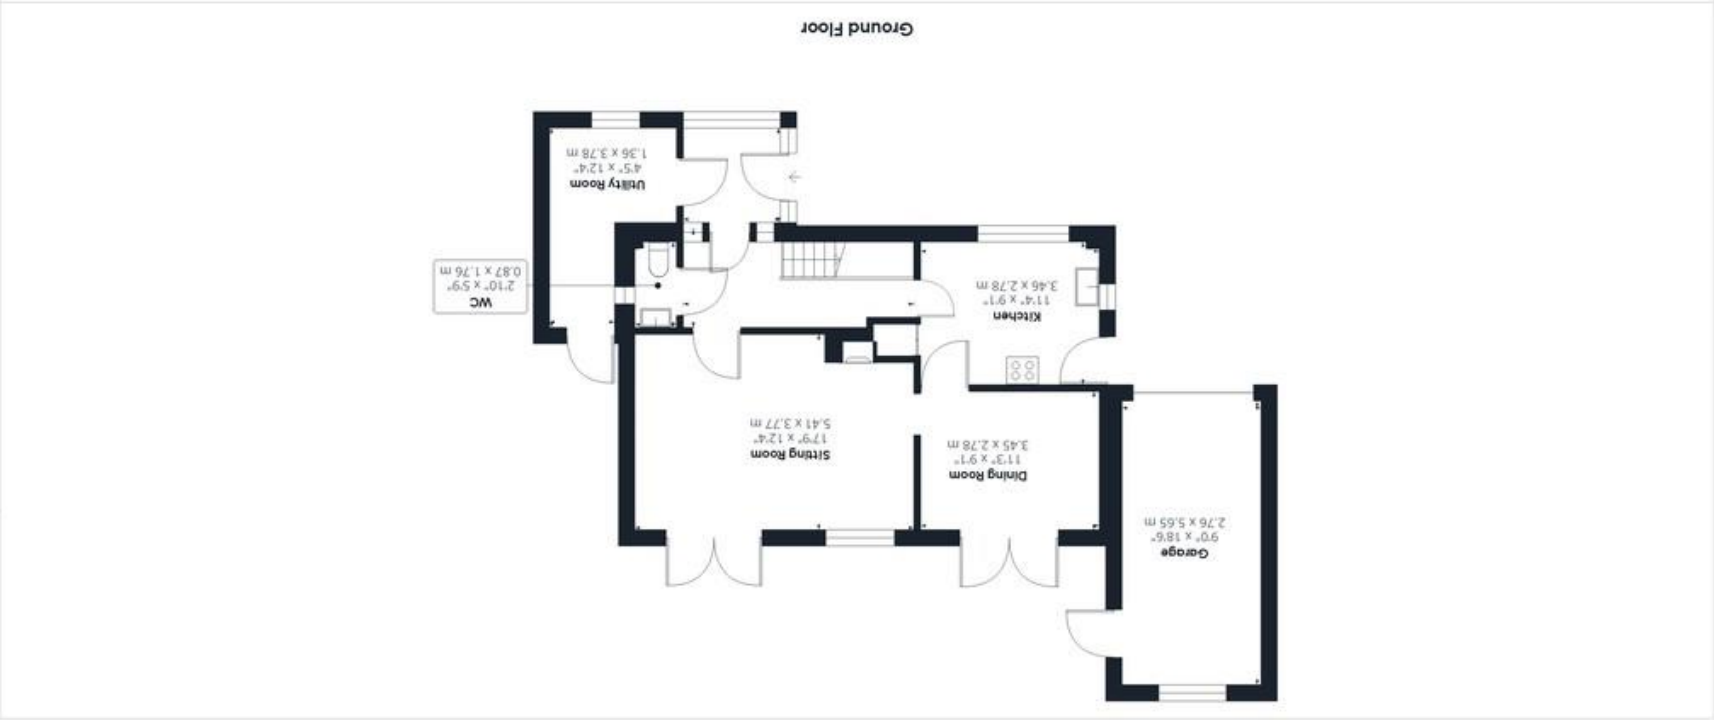 Ground Floor
Garage
9'0" x 18'6"
2.76 x 5.65 m
Dining Room
11'3" x 9'1"
3.45 x 2.78 m
Sitting Room
17'9" x 12'4"
5.41 x 3.77 m
Kitchen
11'4" x 9'1"
3.46 x 2.78 m
WC
2'10" x 5'9"
0.87 x 1.76 m
Utility Room
4'5" x 12'4"
1.36 x 3.78 m